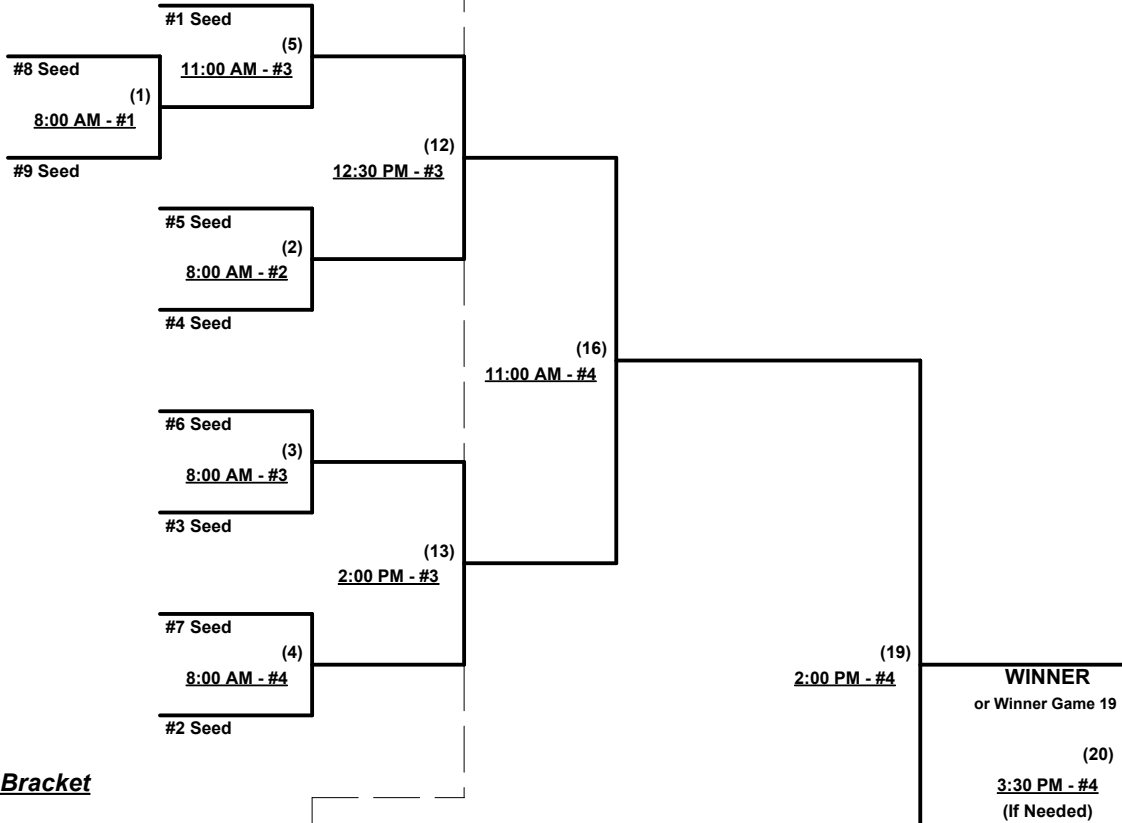 #1 Seed
(5)
11:00 AM - #3
#8 Seed
(1)
8:00 AM - #1
#9 Seed
(12)
12:30 PM - #3
#5 Seed
(2)
8:00 AM - #2
#4 Seed
(16)
11:00 AM - #4
#6 Seed
(3)
8:00 AM - #3
#3 Seed
(13)
2:00 PM - #3
#7 Seed
(4)
8:00 AM - #4
#2 Seed
(19)
2:00 PM - #4
WINNER
or Winner Game 19
(20)
3:30 PM - #4
(If Needed)
Bracket